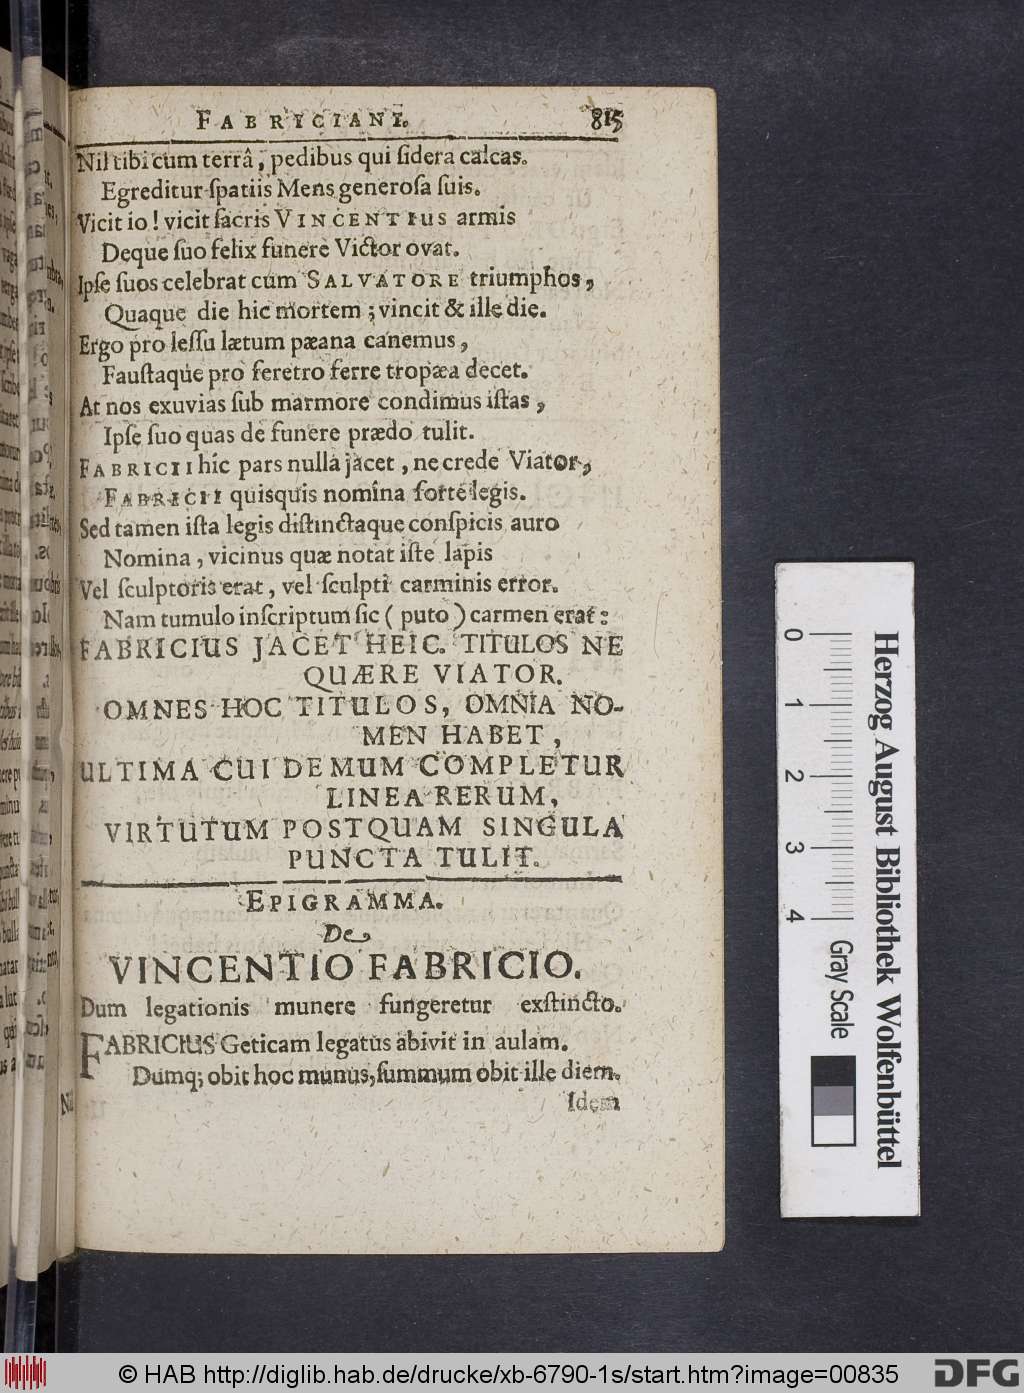 FABRICIANI. 815
Nil tibi cum terrâ, pedibus qui ſidera calcas.
Egreditur ſpatiis Mens generoſa ſuis.
Vicit io! vicit ſacris VINCENTIUS armis
Deque ſuo felix funere Victor ovat.
Ipſe ſuos celebrat cum SALVATORE triumphos,
Quaque die hic mortem; vincit & ille die.
Ergo pro leſſu lætum pæana canemus,
Fauſtaque pro feretro ferre tropæa decet.
At nos exuvias ſub marmore condimus iſtas,
Ipſe ſuo quas de funere prædo tulit.
FABRICII hic pars nulla jacet, ne crede Viator,
FABRICII quisquis nomina forte legis.
Sed tamen iſta legis diſtinctaque conſpicis auro
Nomina, vicinus quæ notat iſte lapis
Vel ſculptoris erat, vel ſculpti carminis error.
Nam tumulo inſcriptum ſic (puto) carmen erat:
FABRICIUS JACET HEIC. TITULOS NE
QUÆRE VIATOR.
OMNES HOC TITULOS, OMNIA NO-
MEN HABET,
ULTIMA CUI DEMUM COMPLETUR
LINEA RERUM,
VIRTUTUM POSTQUAM SINGULA
PUNCTA TULIT.
EPIGRAMMA.
De
VINCENTIO FABRICIO.
Dum legationis munere fungeretur exſtincto.
FABRICIUS Geticam legatus abivit in aulam.
Dumq; obit hoc munus, ſummum obit ille diem.
Idem
0 1 2 3 4
Gray Scale
Herzog August Bibliothek Wolfenbüttel
© HAB http://diglib.hab.de/drucke/xb-6790-1s/start.htm?image=00835
DFG